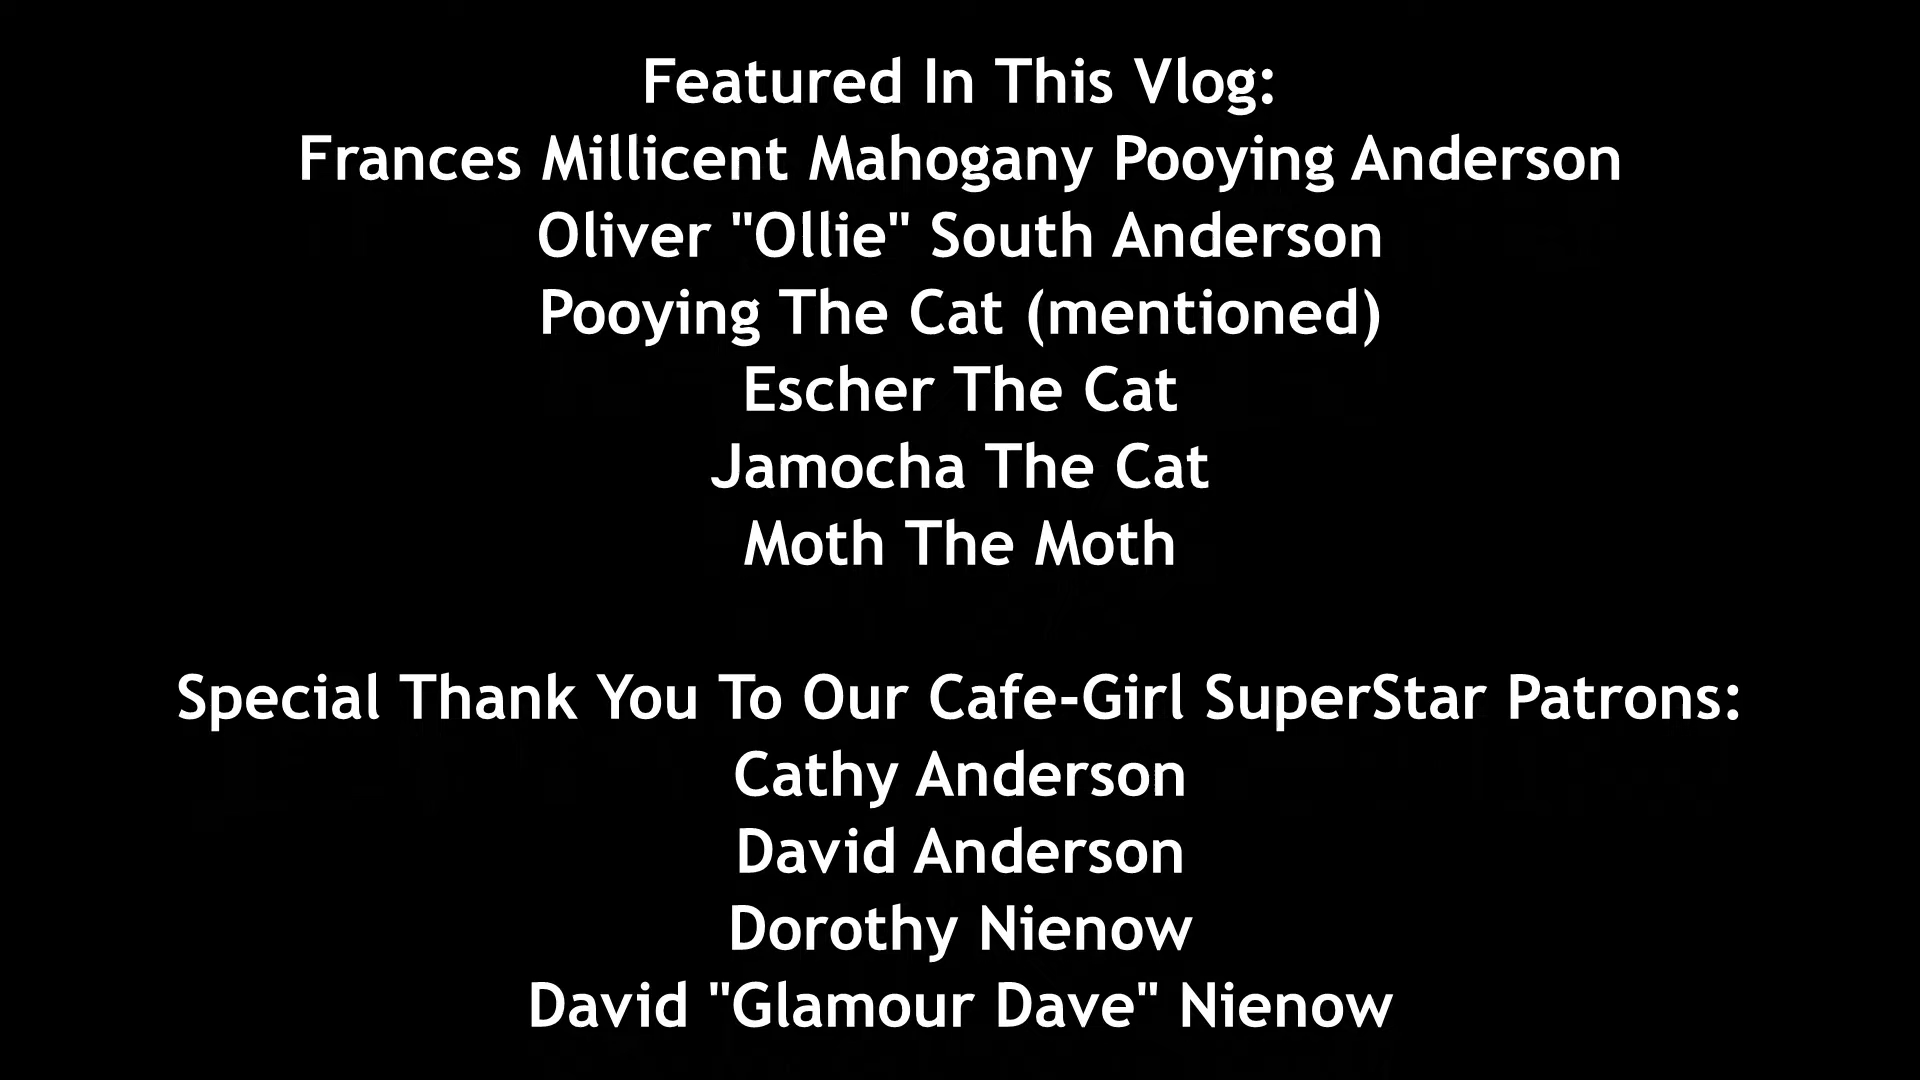 Featured In This Vlog:
Frances Millicent Mahogany Pooying Anderson
Oliver "Ollie" South Anderson
Pooying The Cat (mentioned)
Escher The Cat
Jamocha The Cat
Moth The Moth
Special Thank You To Our Cafe-Girl SuperStar Patrons:
Cathy Anderson
David Anderson
Dorothy Nienow
David "Glamour Dave" Nienow